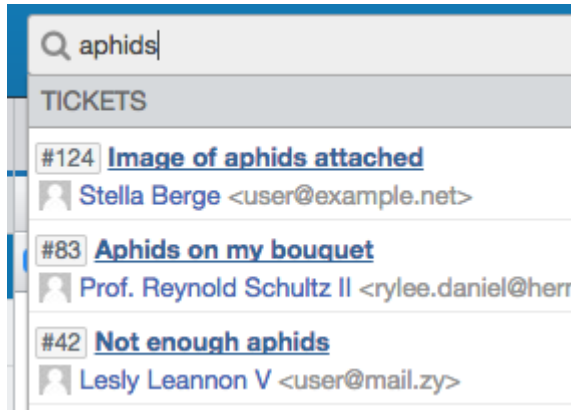 aphids
TICKETS
#124 Image of aphids attached
Stella Berge <user@example.net>
#83 Aphids on my bouquet
Prof. Reynold Schultz II <rylee.daniel@herr
#42 Not enough aphids
Lesly Leannon V <user@mail.zy>